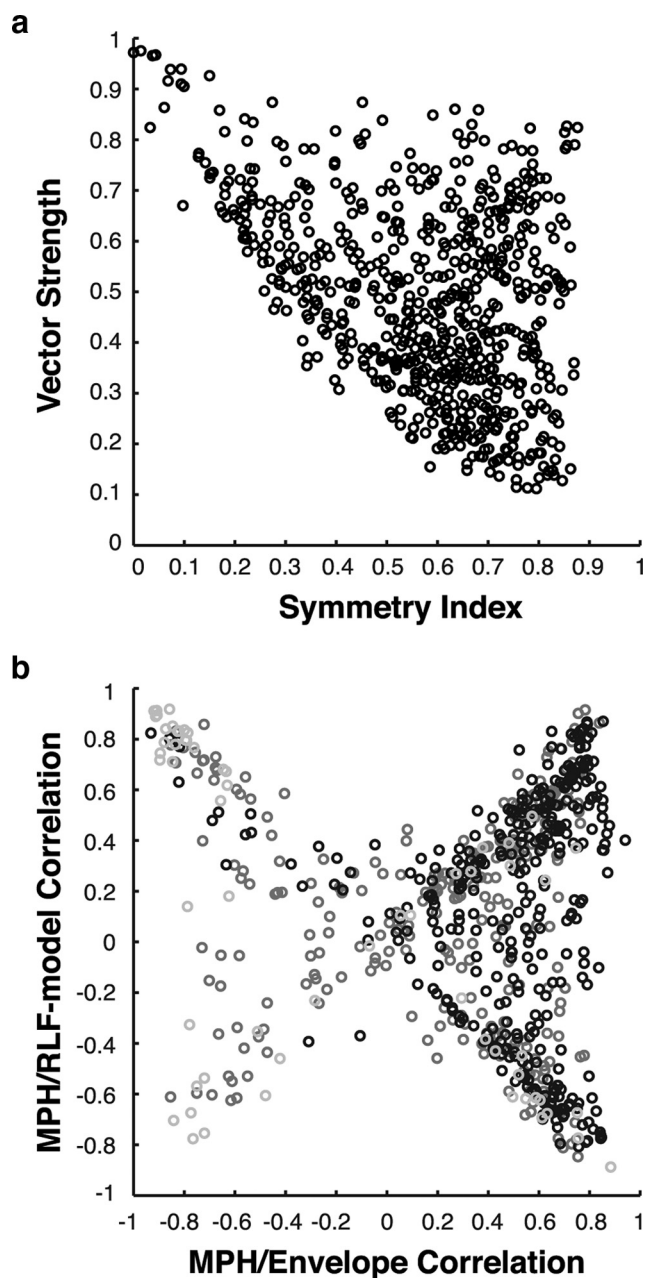 a
1
0.9
0.8
0.7
0.6
0.5
0.4
0.3
0.2
0.1
0
Vector Strength
0 0.1 0.2 0.3 0.4 0.5 0.6 0.7 0.8 0.9 1
Symmetry Index
b
1
0.8
0.6
0.4
0.2
0
-0.2
-0.4
-0.6
-0.8
-1
MPH/RLF-model Correlation
-1 -0.8 -0.6 -0.4 -0.2 0 0.2 0.4 0.6 0.8 1
MPH/Envelope Correlation